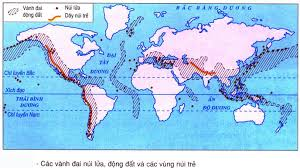 Vành đai động đất
Núi lửa
Dãy núi trẻ
BẮC BĂNG DƯƠNG
ĐẠI
TÂY
DƯƠNG
Chí tuyến Bắc
Xích đạo
THÁI BÌNH
DƯƠNG
ẤN
ĐỘ DƯƠNG
Chí tuyến Nam
- Các vành đai núi lửa, động đất và các vùng núi trẻ